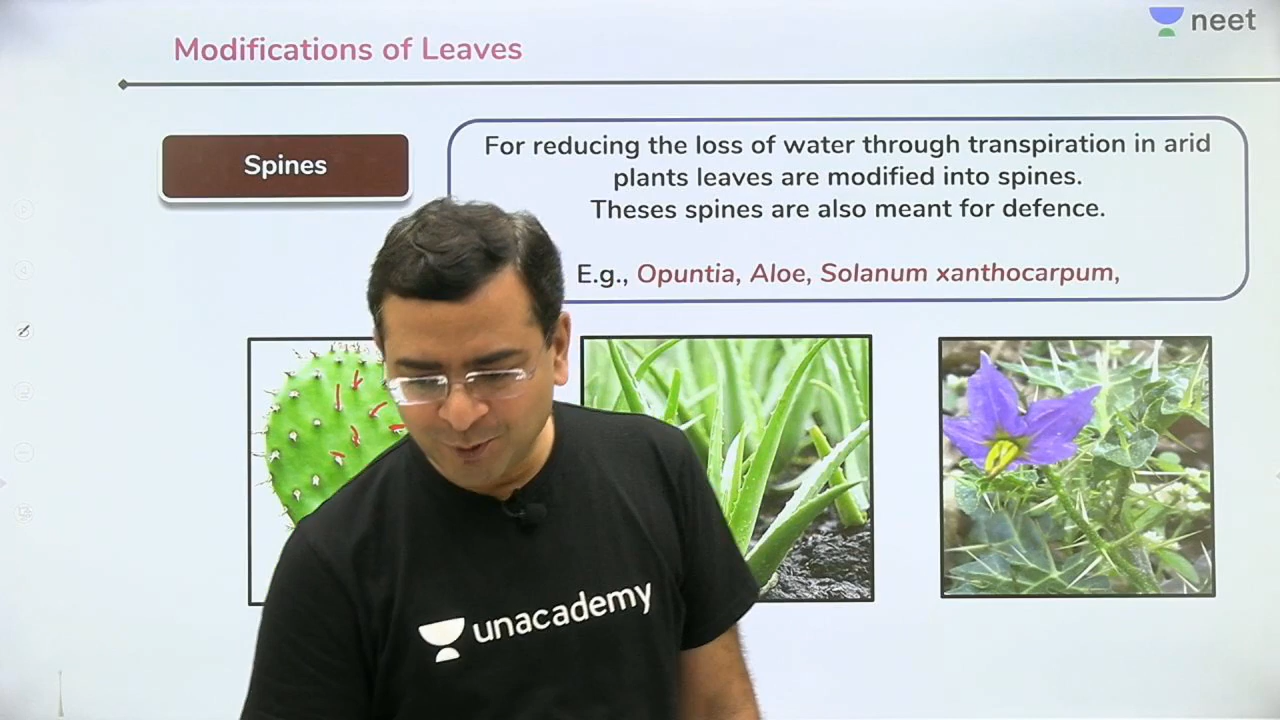 neet
Modifications of Leaves
Spines
For reducing the loss of water through transpiration in arid
plants leaves are modified into spines.
Theses spines are also meant for defence.
E.g., Opuntia, Aloe, Solanum xanthocarpum,
unacademy